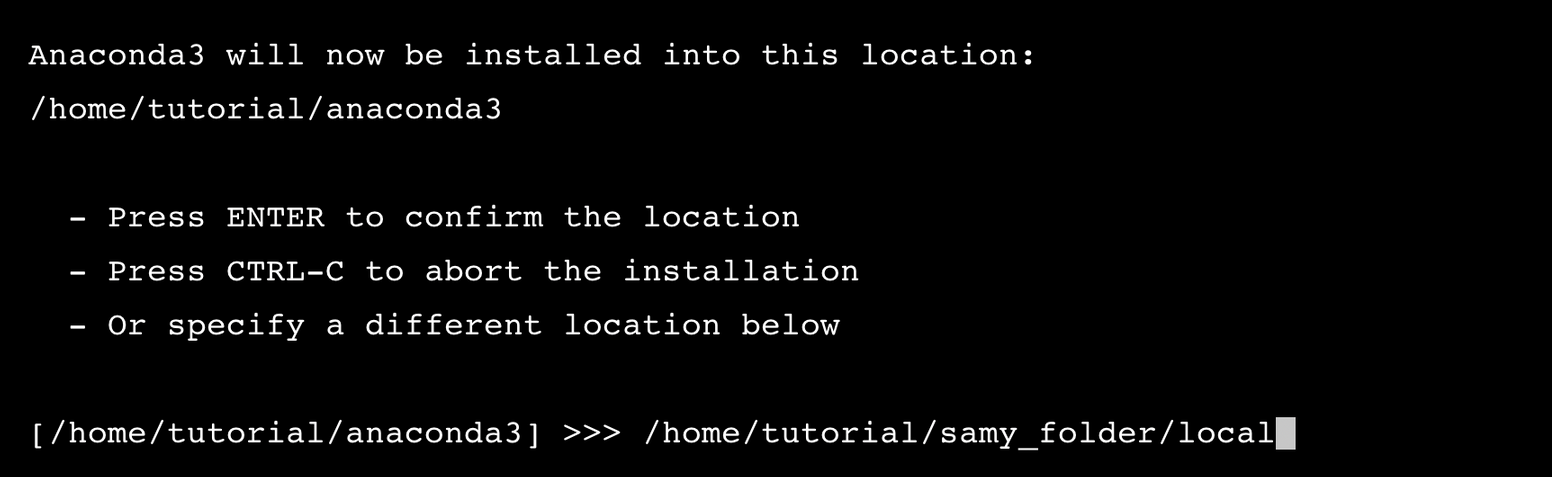 Anaconda3 will now be installed into this location:
/home/tutorial/anaconda3
- Press ENTER to confirm the location
- Press CTRL-C to abort the installation
- Or specify a different location below
[/home/tutorial/anaconda3] >>> /home/tutorial/samy_folder/local